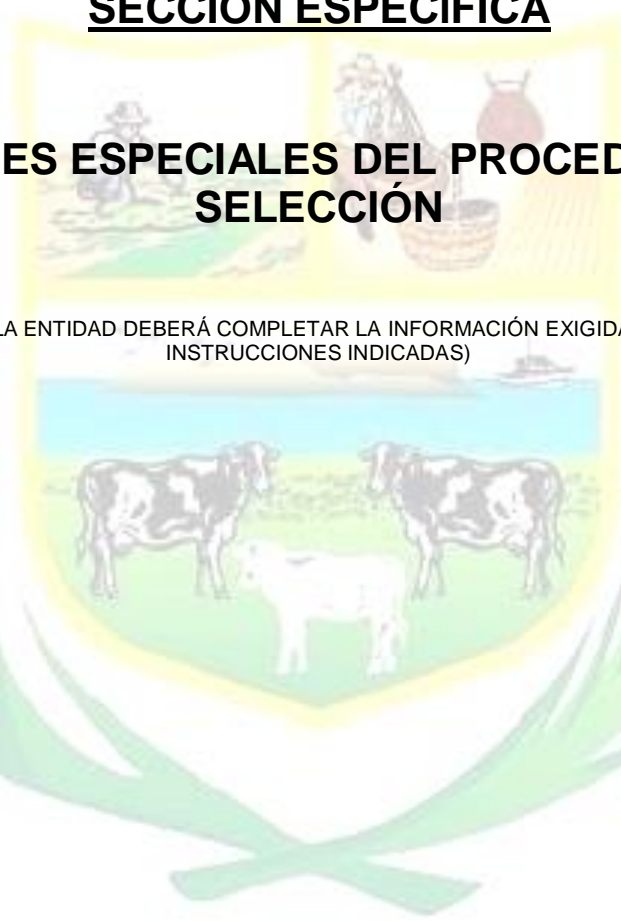 SECCIÓN ESPECÍFICA
ES ESPECIALES DEL PROCED
SELECCIÓN
LA ENTIDAD DEBERÁ COMPLETAR LA INFORMACIÓN EXIGIDA
INSTRUCCIONES INDICADAS)